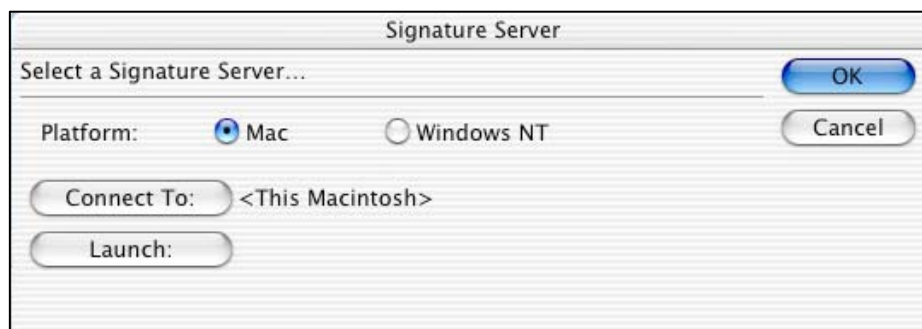 Signature Server
Select a Signature Server...
OK
Platform: Mac Windows NT
Cancel
Connect To: <This Macintosh>
Launch: